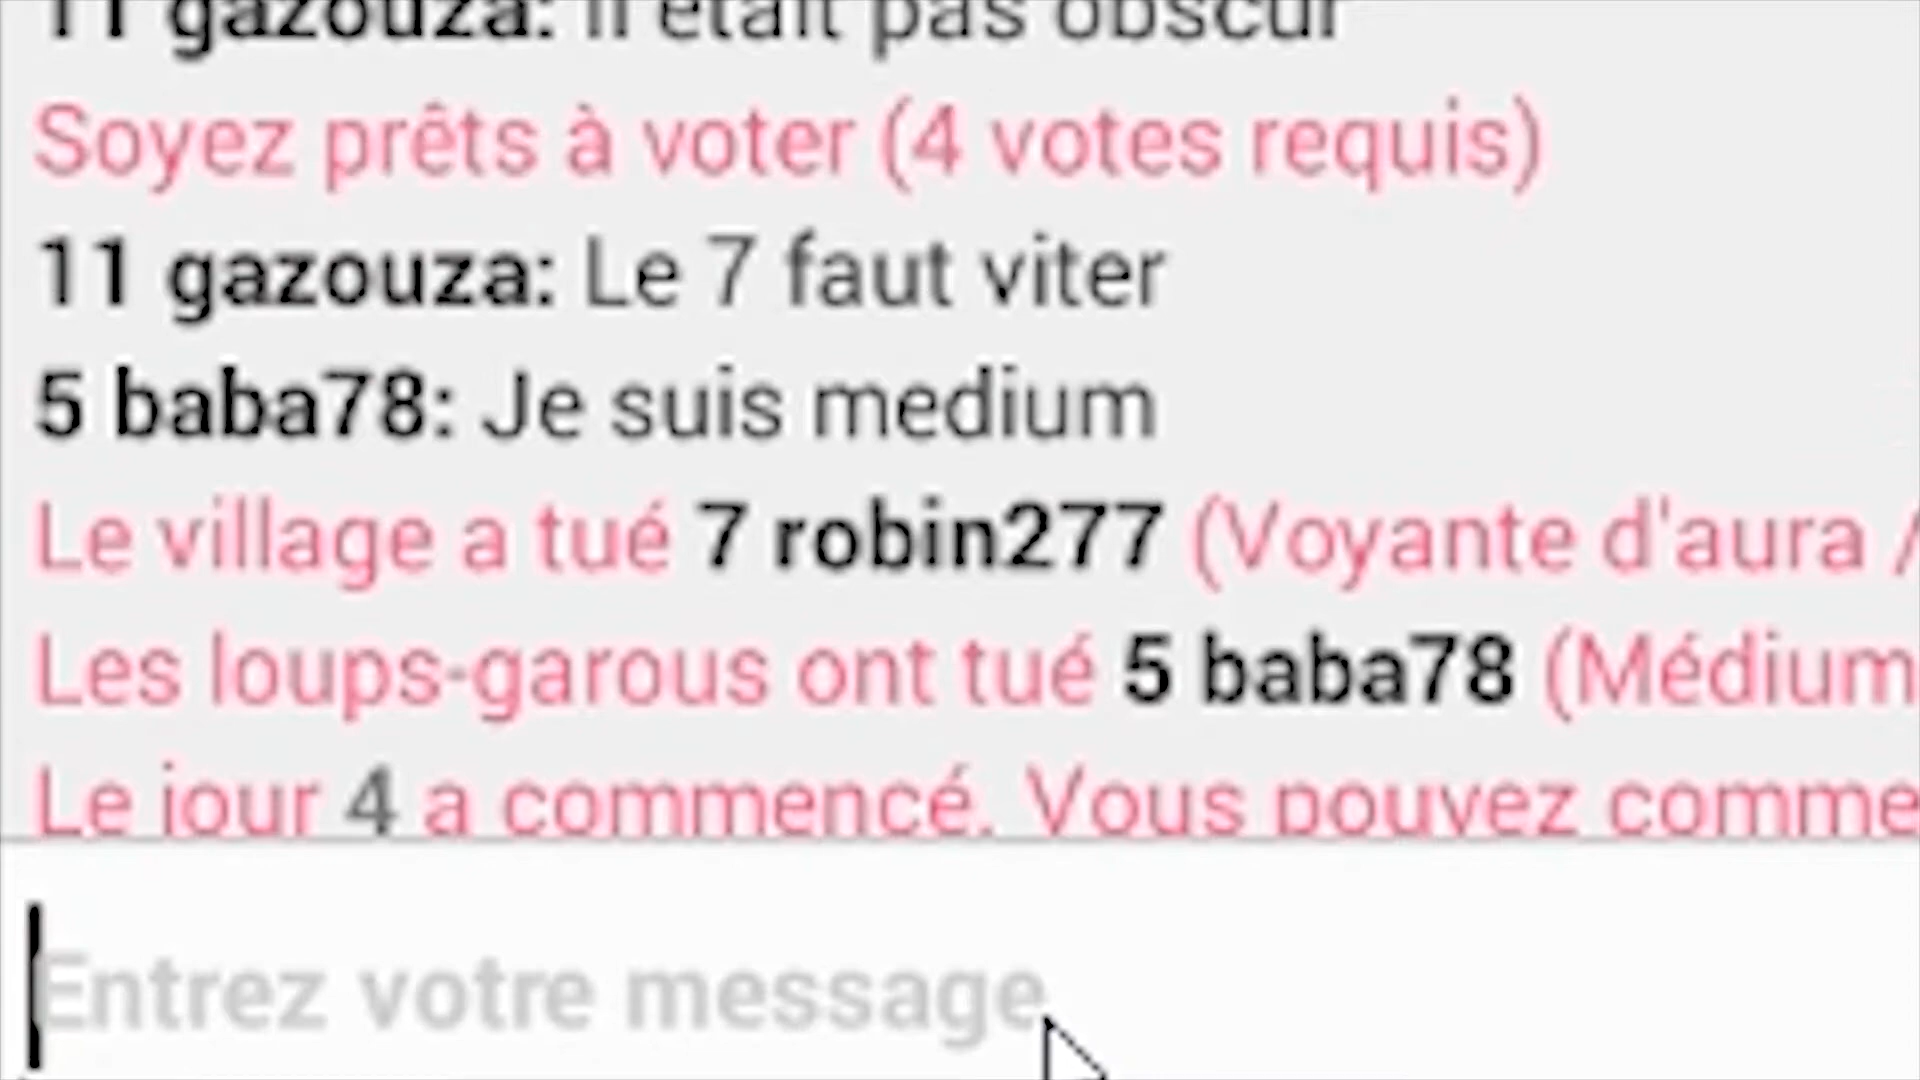 11 gazouza: Il était pas obscur
Soyez prêts à voter (4 votes requis)
11 gazouza: Le 7 faut viter
5 baba78: Je suis medium
Le village a tué 7 robin277 (Voyante d'aura /
Les loups-garous ont tué 5 baba78 (Médium
Le jour 4 a commencé. Vous pouvez comme
Entrez votre message